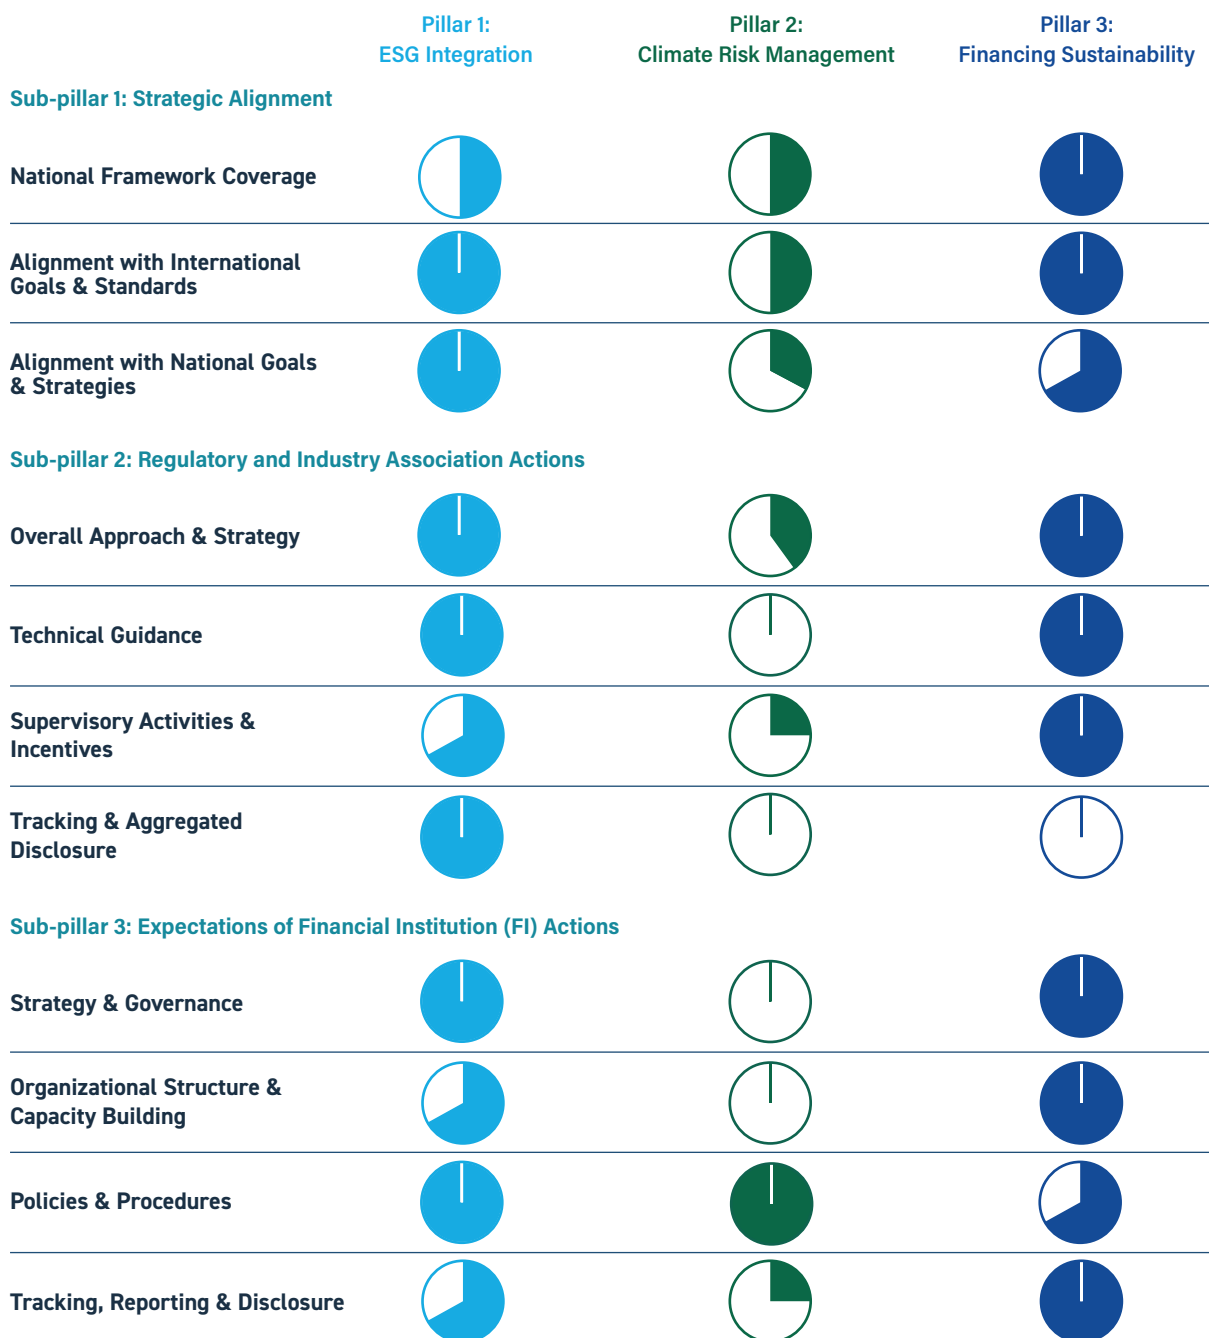 Pillar 1:
ESG Integration
Pillar 2:
Climate Risk Management
Pillar 3:
Financing Sustainability
Sub-pillar 1: Strategic Alignment
National Framework Coverage
Alignment with International
Goals & Standards
Alignment with National Goals
& Strategies
Sub-pillar 2: Regulatory and Industry Association Actions
Overall Approach & Strategy
Technical Guidance
Supervisory Activities &
Incentives
Tracking & Aggregated
Disclosure
Sub-pillar 3: Expectations of Financial Institution (FI) Actions
Strategy & Governance
Organizational Structure &
Capacity Building
Policies & Procedures
Tracking, Reporting & Disclosure